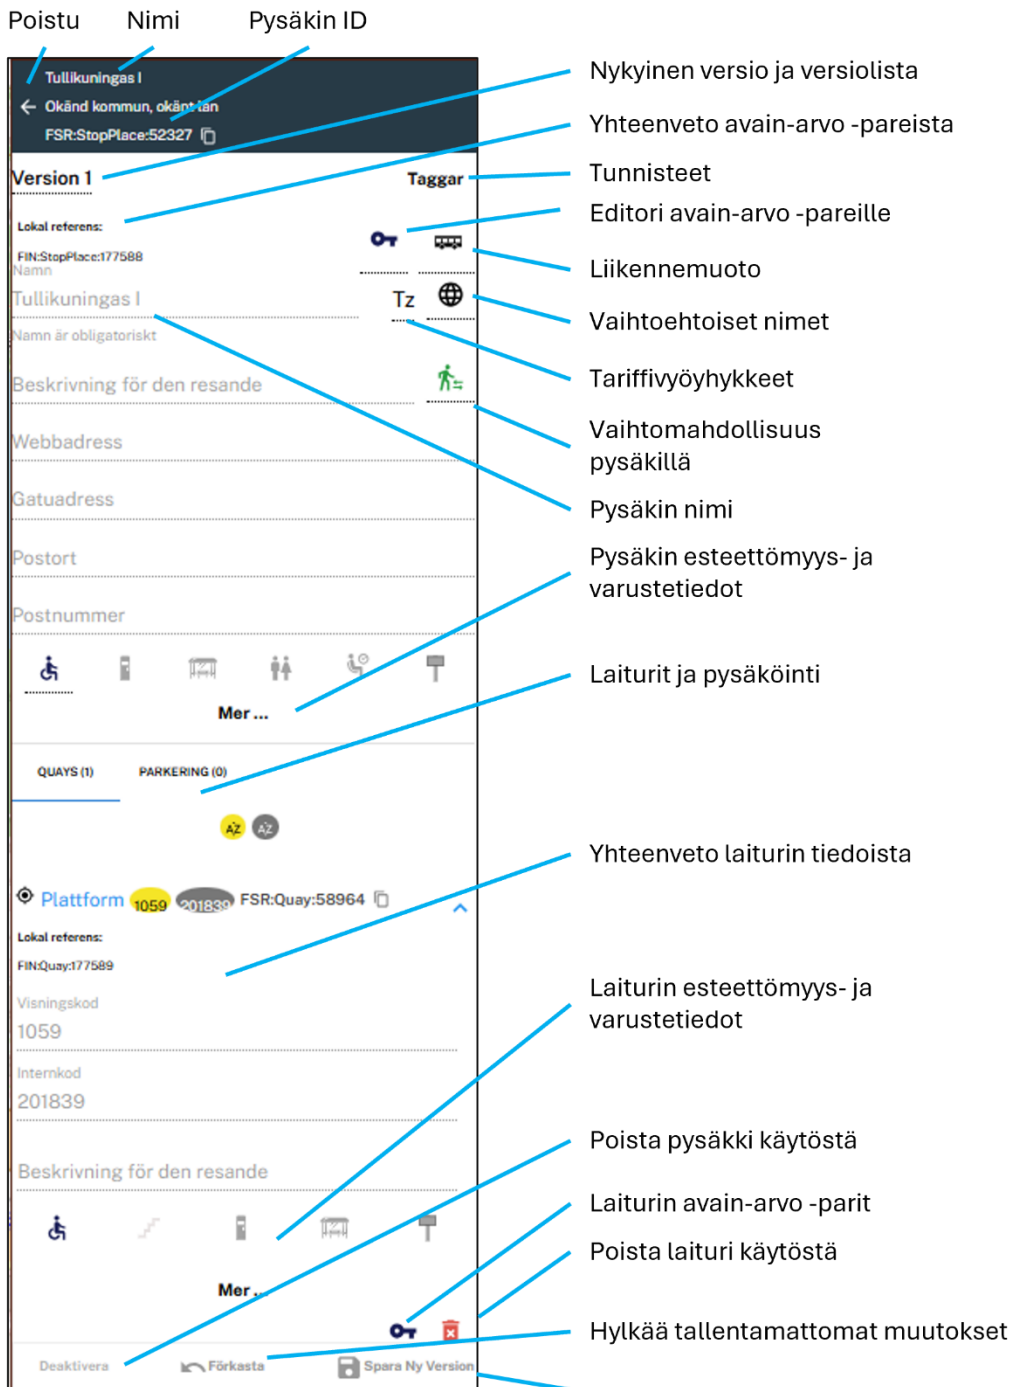 Poistu Nimi Pysäkin ID
Tullikuningas I
Okänd kommun, okänt län
FSR:StopPlace:52327
Nykyinen versio ja versiolista
Yhteenveto avain-arvo -pareista
Version 1 Taggar
Tunnisteet
Lokal referens:
Editori avain-arvo -pareille
FIN:StopPlace:177588
Liikennemuoto
Namn
Tullikuningas I Tz
Vaihtoehtoiset nimet
Namn är obligatoriskt
Tariffivyöhykkeet
Beskrivning för den resande
Vaihtomahdollisuus
pysäkillä
Webbadress
Gatuadress
Pysäkin nimi
Postort
Pysäkin esteettömyys- ja
varustetiedot
Postnummer
Laiturit ja pysäköinti
Mer ...
QUAYS (1) PARKERING (0)
AZ AZ
Yhteenveto laiturin tiedoista
Plattform 1059 201839 FSR:Quay:58964
Lokal referens:
FIN:Quay:177589
Laiturin esteettömyys- ja
varustetiedot
Visningskod
1059
Internkod
201839
Poista pysäkki käytöstä
Beskrivning för den resande
Laiturin avain-arvo -parit
Poista laituri käytöstä
Mer ...
Hylkää tallentamattomat muutokset
Deaktivera Förkasta Spara Ny Version